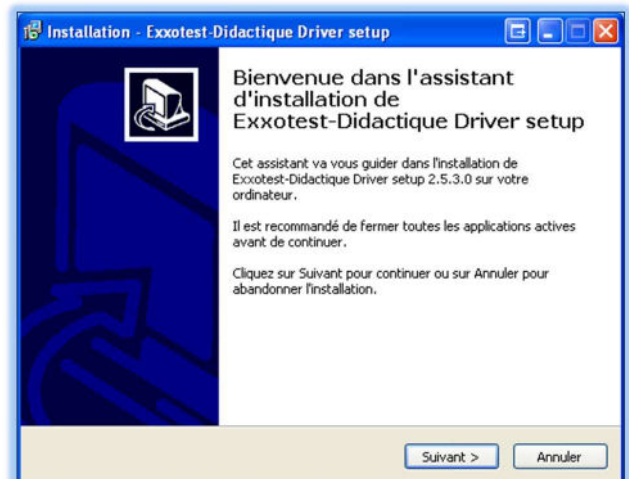 Installation - Exxotest-Didactique Driver setup
Bienvenue dans l'assistant
d'installation de
Exxotest-Didactique Driver setup
Cet assistant va vous guider dans l'installation de
Exxotest-Didactique Driver setup 2.5.3.0 sur votre
ordinateur.
Il est recommandé de fermer toutes les applications actives
avant de continuer.
Cliquez sur Suivant pour continuer ou sur Annuler pour
abandonner l'installation.
Suivant >
Annuler